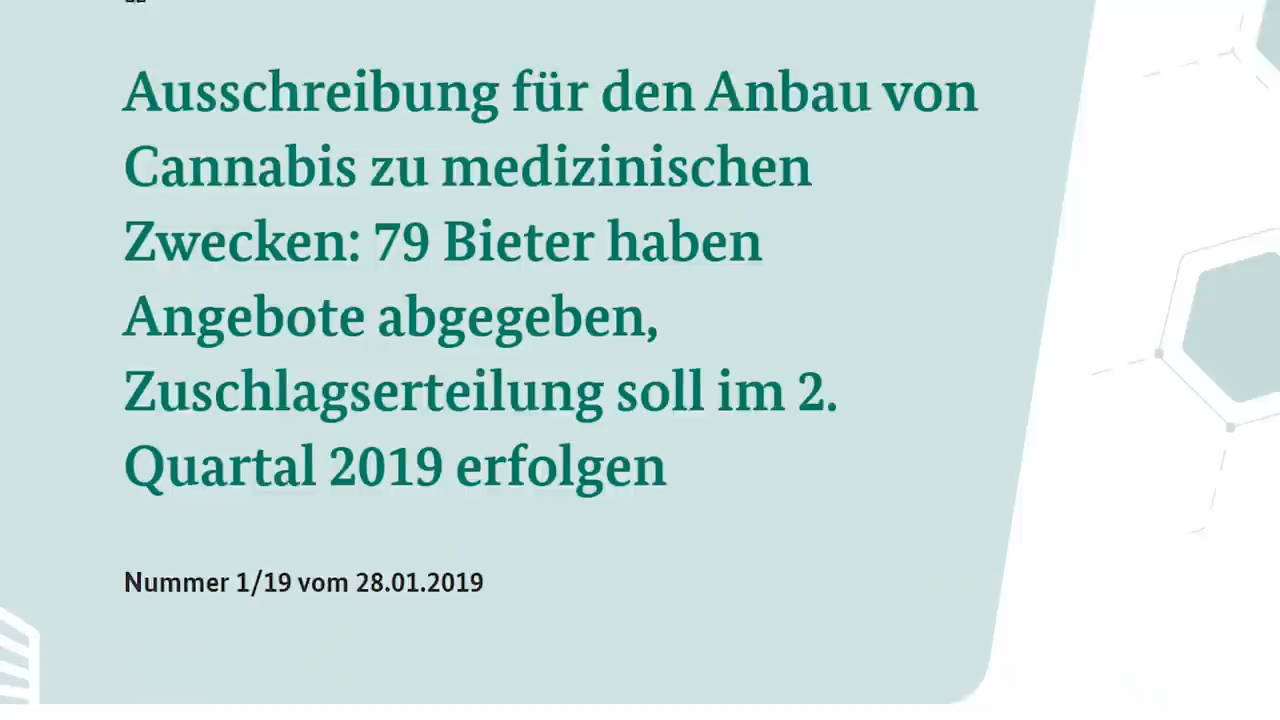 Ausschreibung für den Anbau von
Cannabis zu medizinischen
Zwecken: 79 Bieter haben
Angebote abgegeben,
Zuschlagserteilung soll im 2.
Quartal 2019 erfolgen
Nummer 1/19 vom 28.01.2019